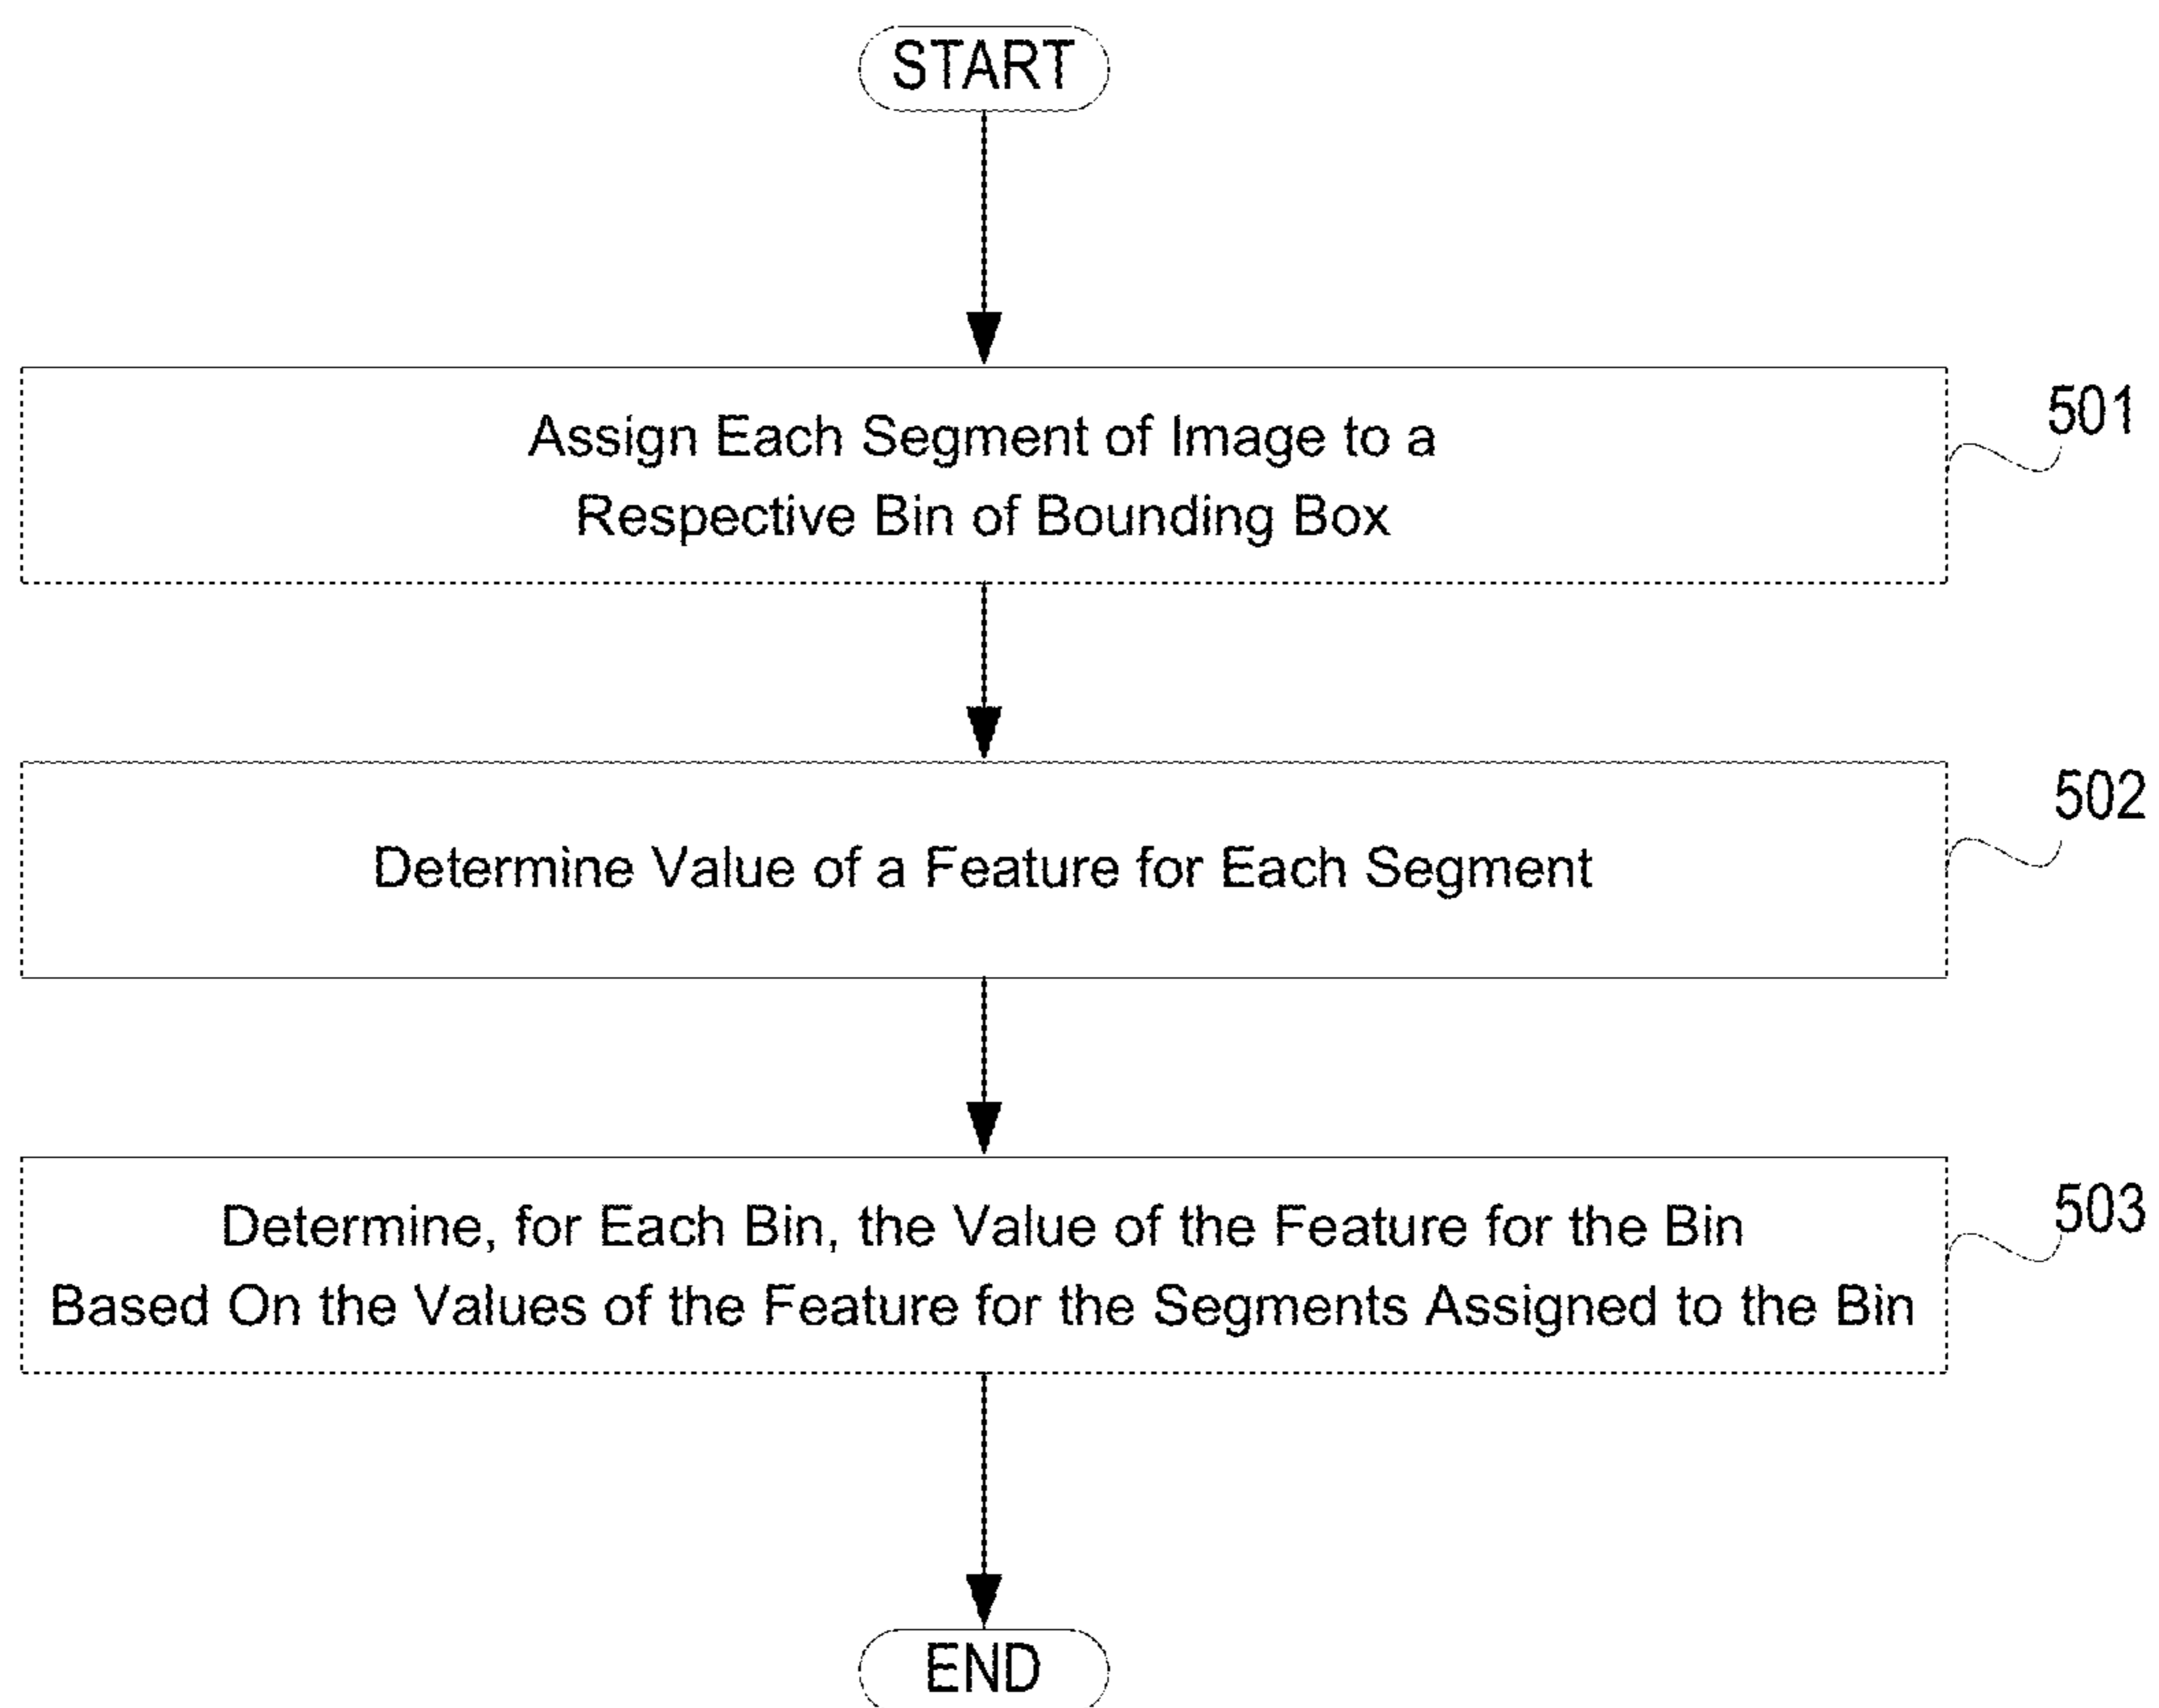 START
Assign Each Segment of Image to a
Respective Bin of Bounding Box
501
Determine Value of a Feature for Each Segment
502
Determine, for Each Bin, the Value of the Feature for the Bin
Based On the Values of the Feature for the Segments Assigned to the Bin
503
END